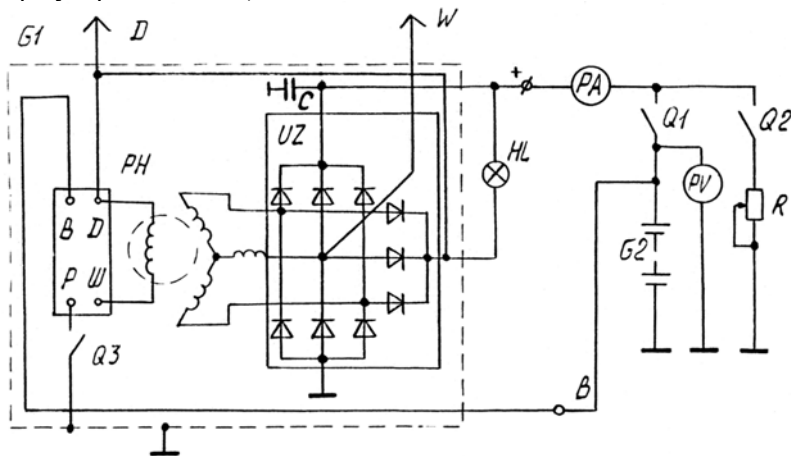 G1 D W
+ PA
C Q1 Q2
UZ HL
PH PV
B D R
P W G2
Q3
B